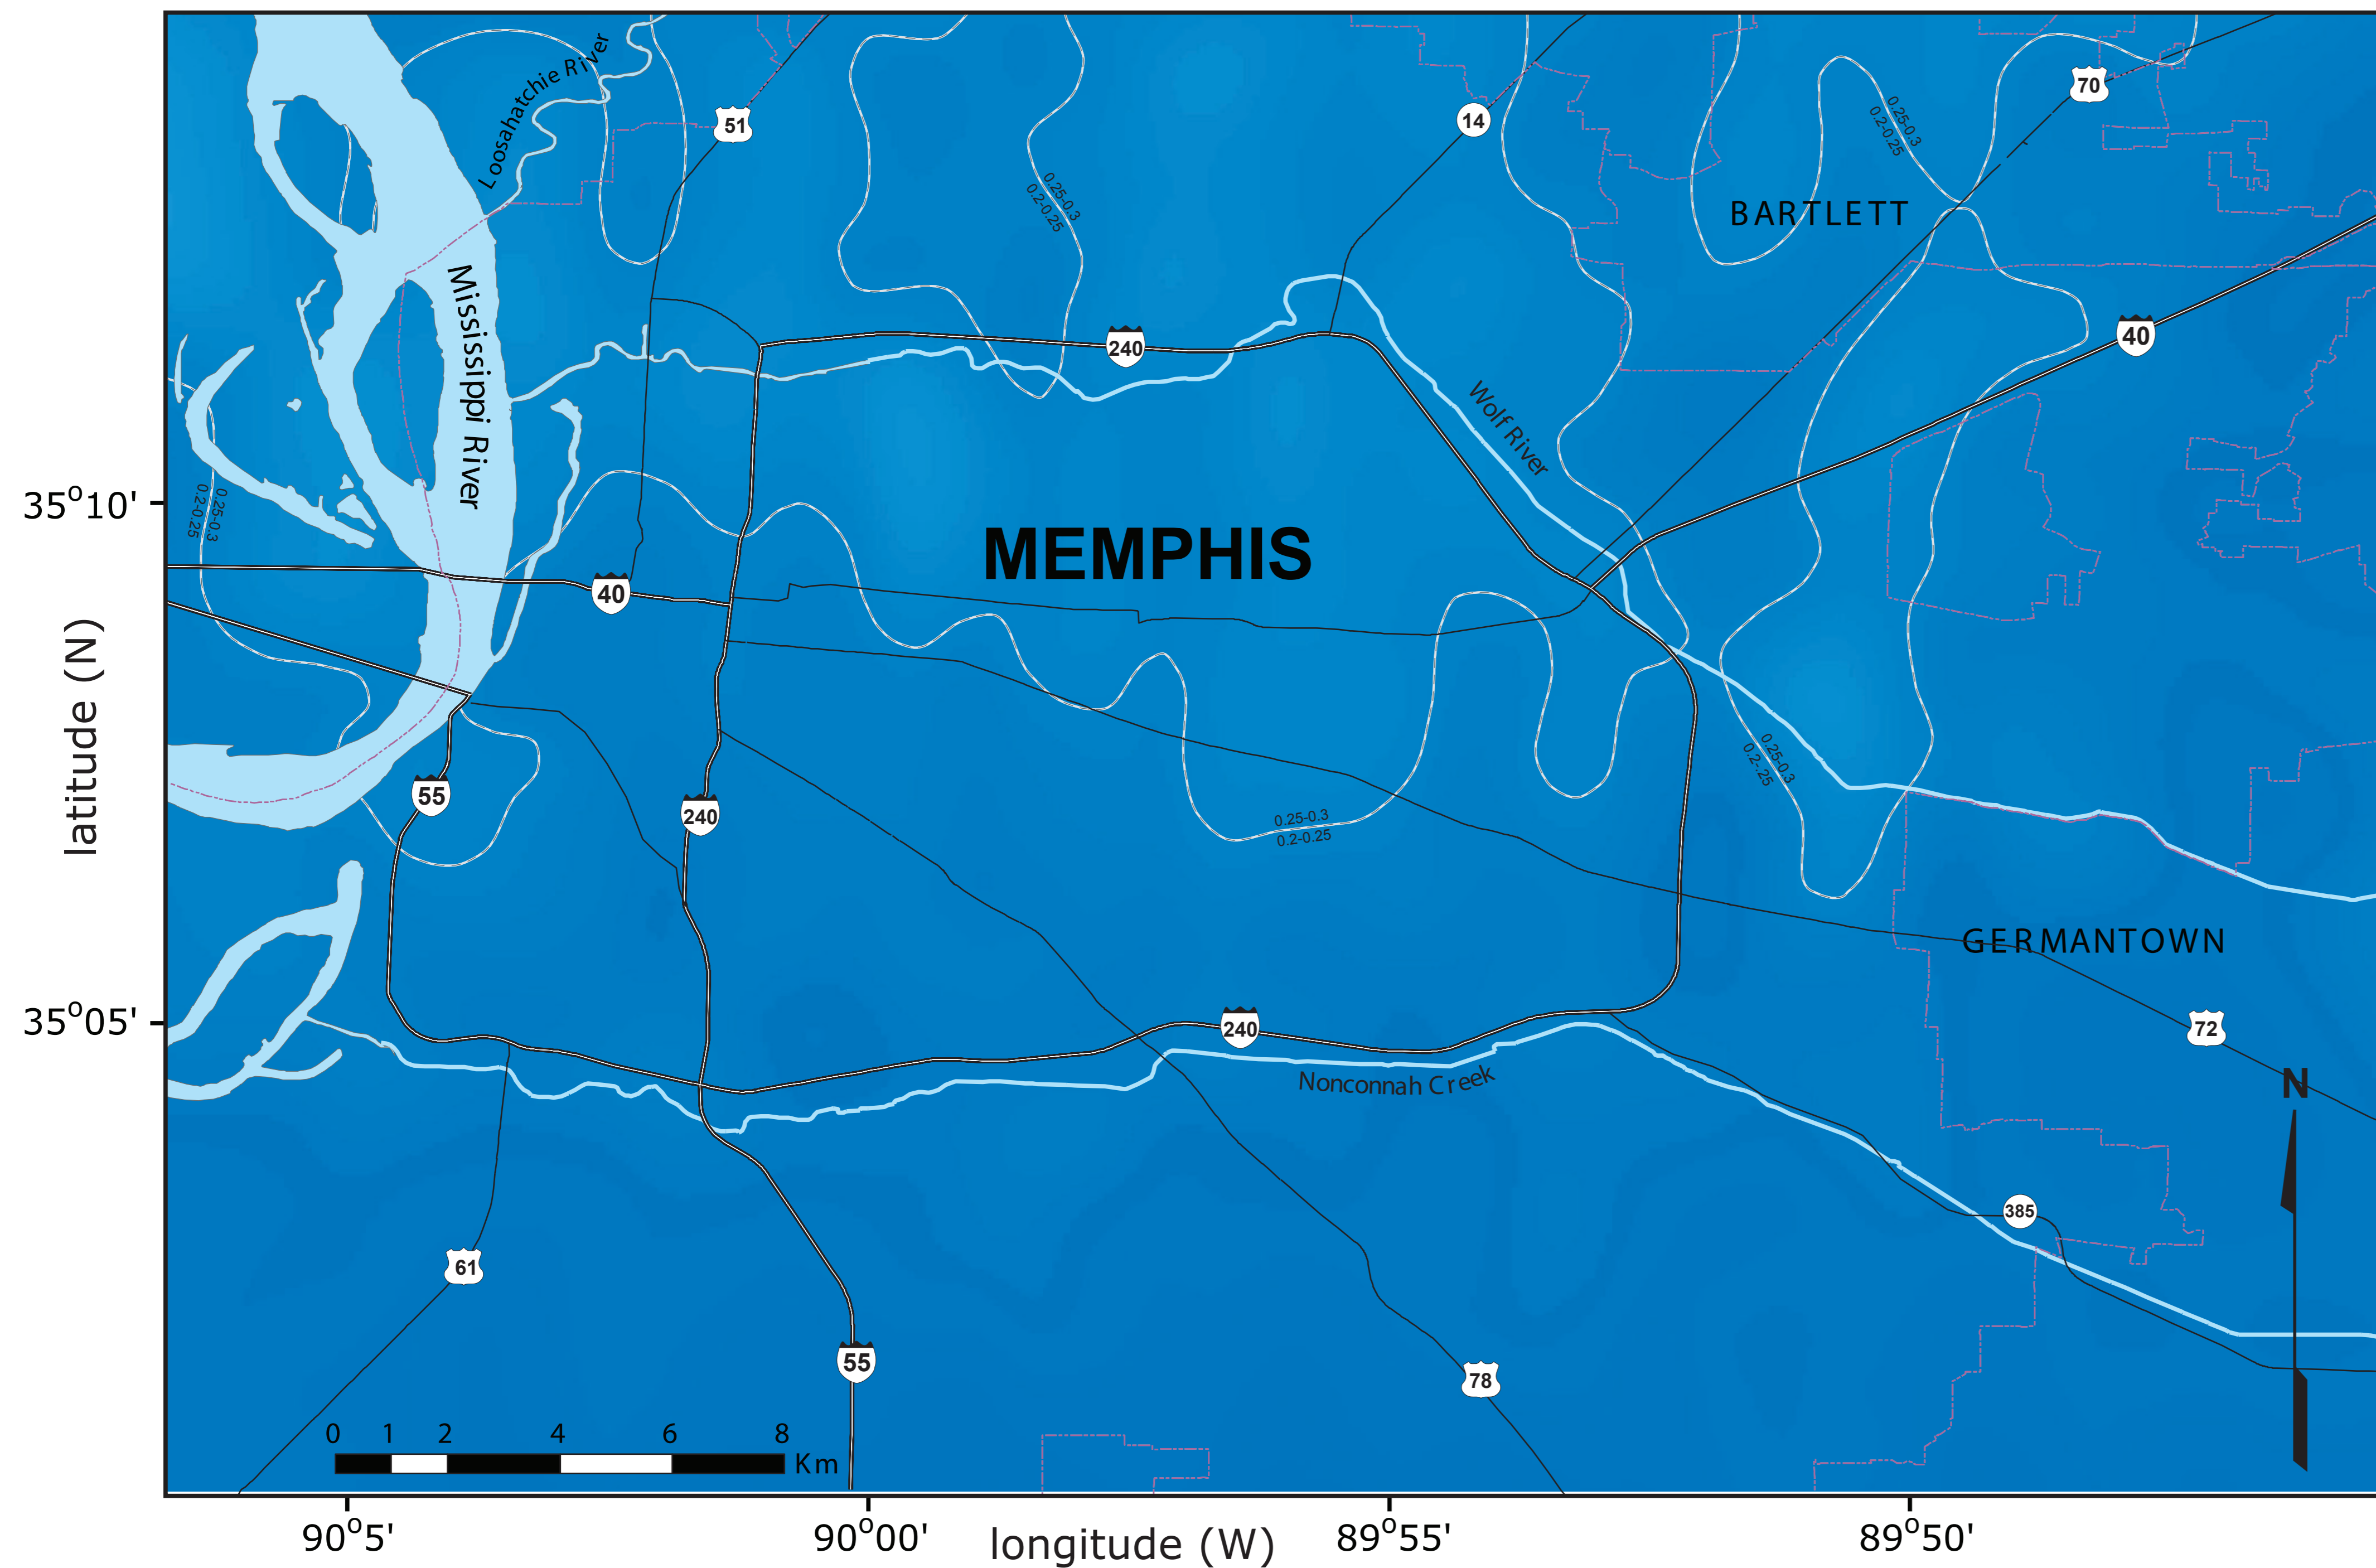 Loosahatchie River
51
14
70
0.25-0.3
0.2-0.25
0.25-0.3
0.2-0.25
BARTLETT
Mississippi River
240
40
Wolf River
0.25-0.3
0.2-0.25
35°10'
MEMPHIS
40
latitude (N)
55
240
0.25-0.3
0.2-.25
0.25-0.3
0.2-0.25
GERMANTOWN
35°05'
240
72
Nonconnah Creek
N
385
61
55
78
0 1 2 4 6 8
Km
90°5' 90°00' 89°55' 89°50'
longitude (W)